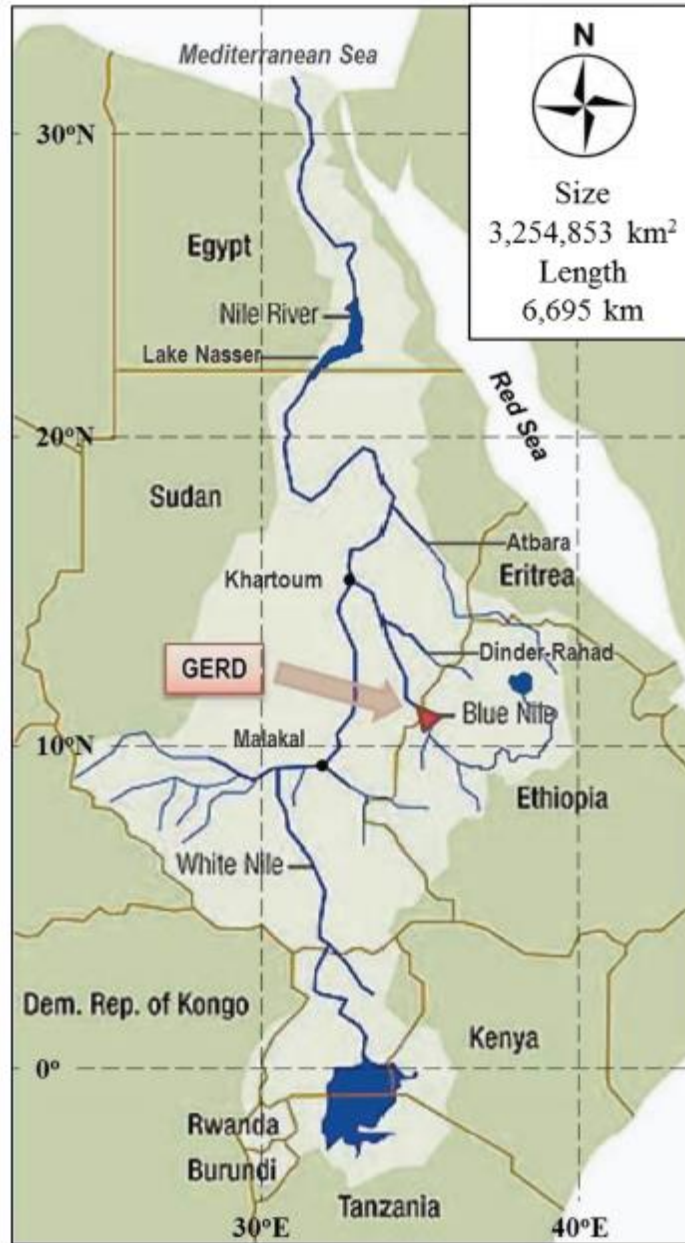 Mediterranean Sea
N
Size
3,254,853 km²
Length
6,695 km
30°N
Egypt
Nile River
Lake Nasser
Red Sea
20°N
Sudan
Atbara
Khartoum
Eritrea
Dinder-Rahad
GERD
Blue Nile
Malakal
10°N
Ethiopia
White Nile
Dem. Rep. of Kongo
Kenya
0°
Rwanda
Burundi
Tanzania
30°E
40°E